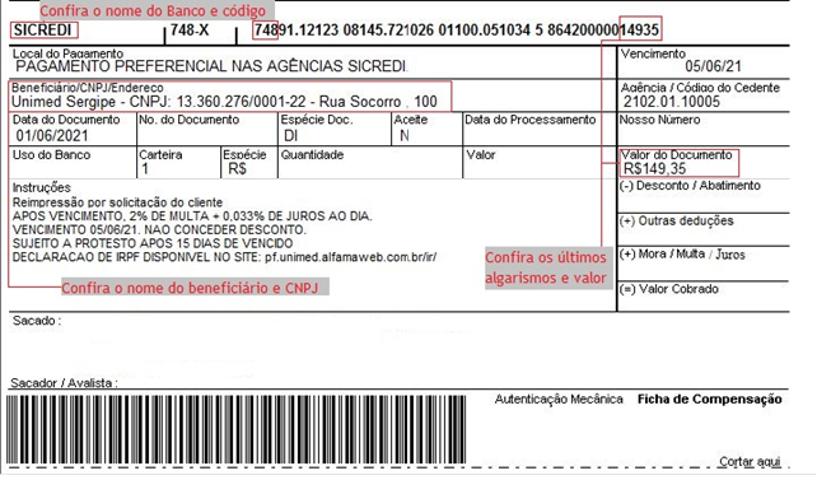 Confira o nome do Banco e código
SICREDI 748-X 74891.12123 08145.721026 01100.051034 5 86420000014935
Local do Pagamento
PAGAMENTO PREFERENCIAL NAS AGÊNCIAS SICREDI
Vencimento
05/06/21
Beneficiário/CNPJ/Endereco
Unimed Sergipe - CNPJ: 13.360.276/0001-22 - Rua Socorro , 100
Agência / Código do Cedente
2102.01.10005
Data do Documento No. do Documento Espécie Doc. Aceite Data do Processamento Nosso Número
01/06/2021 DI N
Uso do Banco Carteira Espécie Quantidade Valor Valor do Documento
1 R$ R$149,35
Instruções
Reimpressão por solicitação do cliente
APOS VENCIMENTO, 2% DE MULTA + 0,033% DE JUROS AO DIA.
VENCIMENTO 05/06/21. NAO CONCEDER DESCONTO.
SUJEITO A PROTESTO APOS 15 DIAS DE VENCIDO
DECLARACAO DE IRPF DISPONIVEL NO SITE: pf.unimed.alfamaweb.com.br/ir/
(-) Desconto / Abatimento
(+) Outras deduções
(+) Mora / Multa / Juros
(=) Valor Cobrado
Confira os últimos
algarismos e valor
Confira o nome do beneficiário e CNPJ
Sacado :
Sacador / Avalista :
Autenticação Mecânica Ficha de Compensação
Cortar aqui